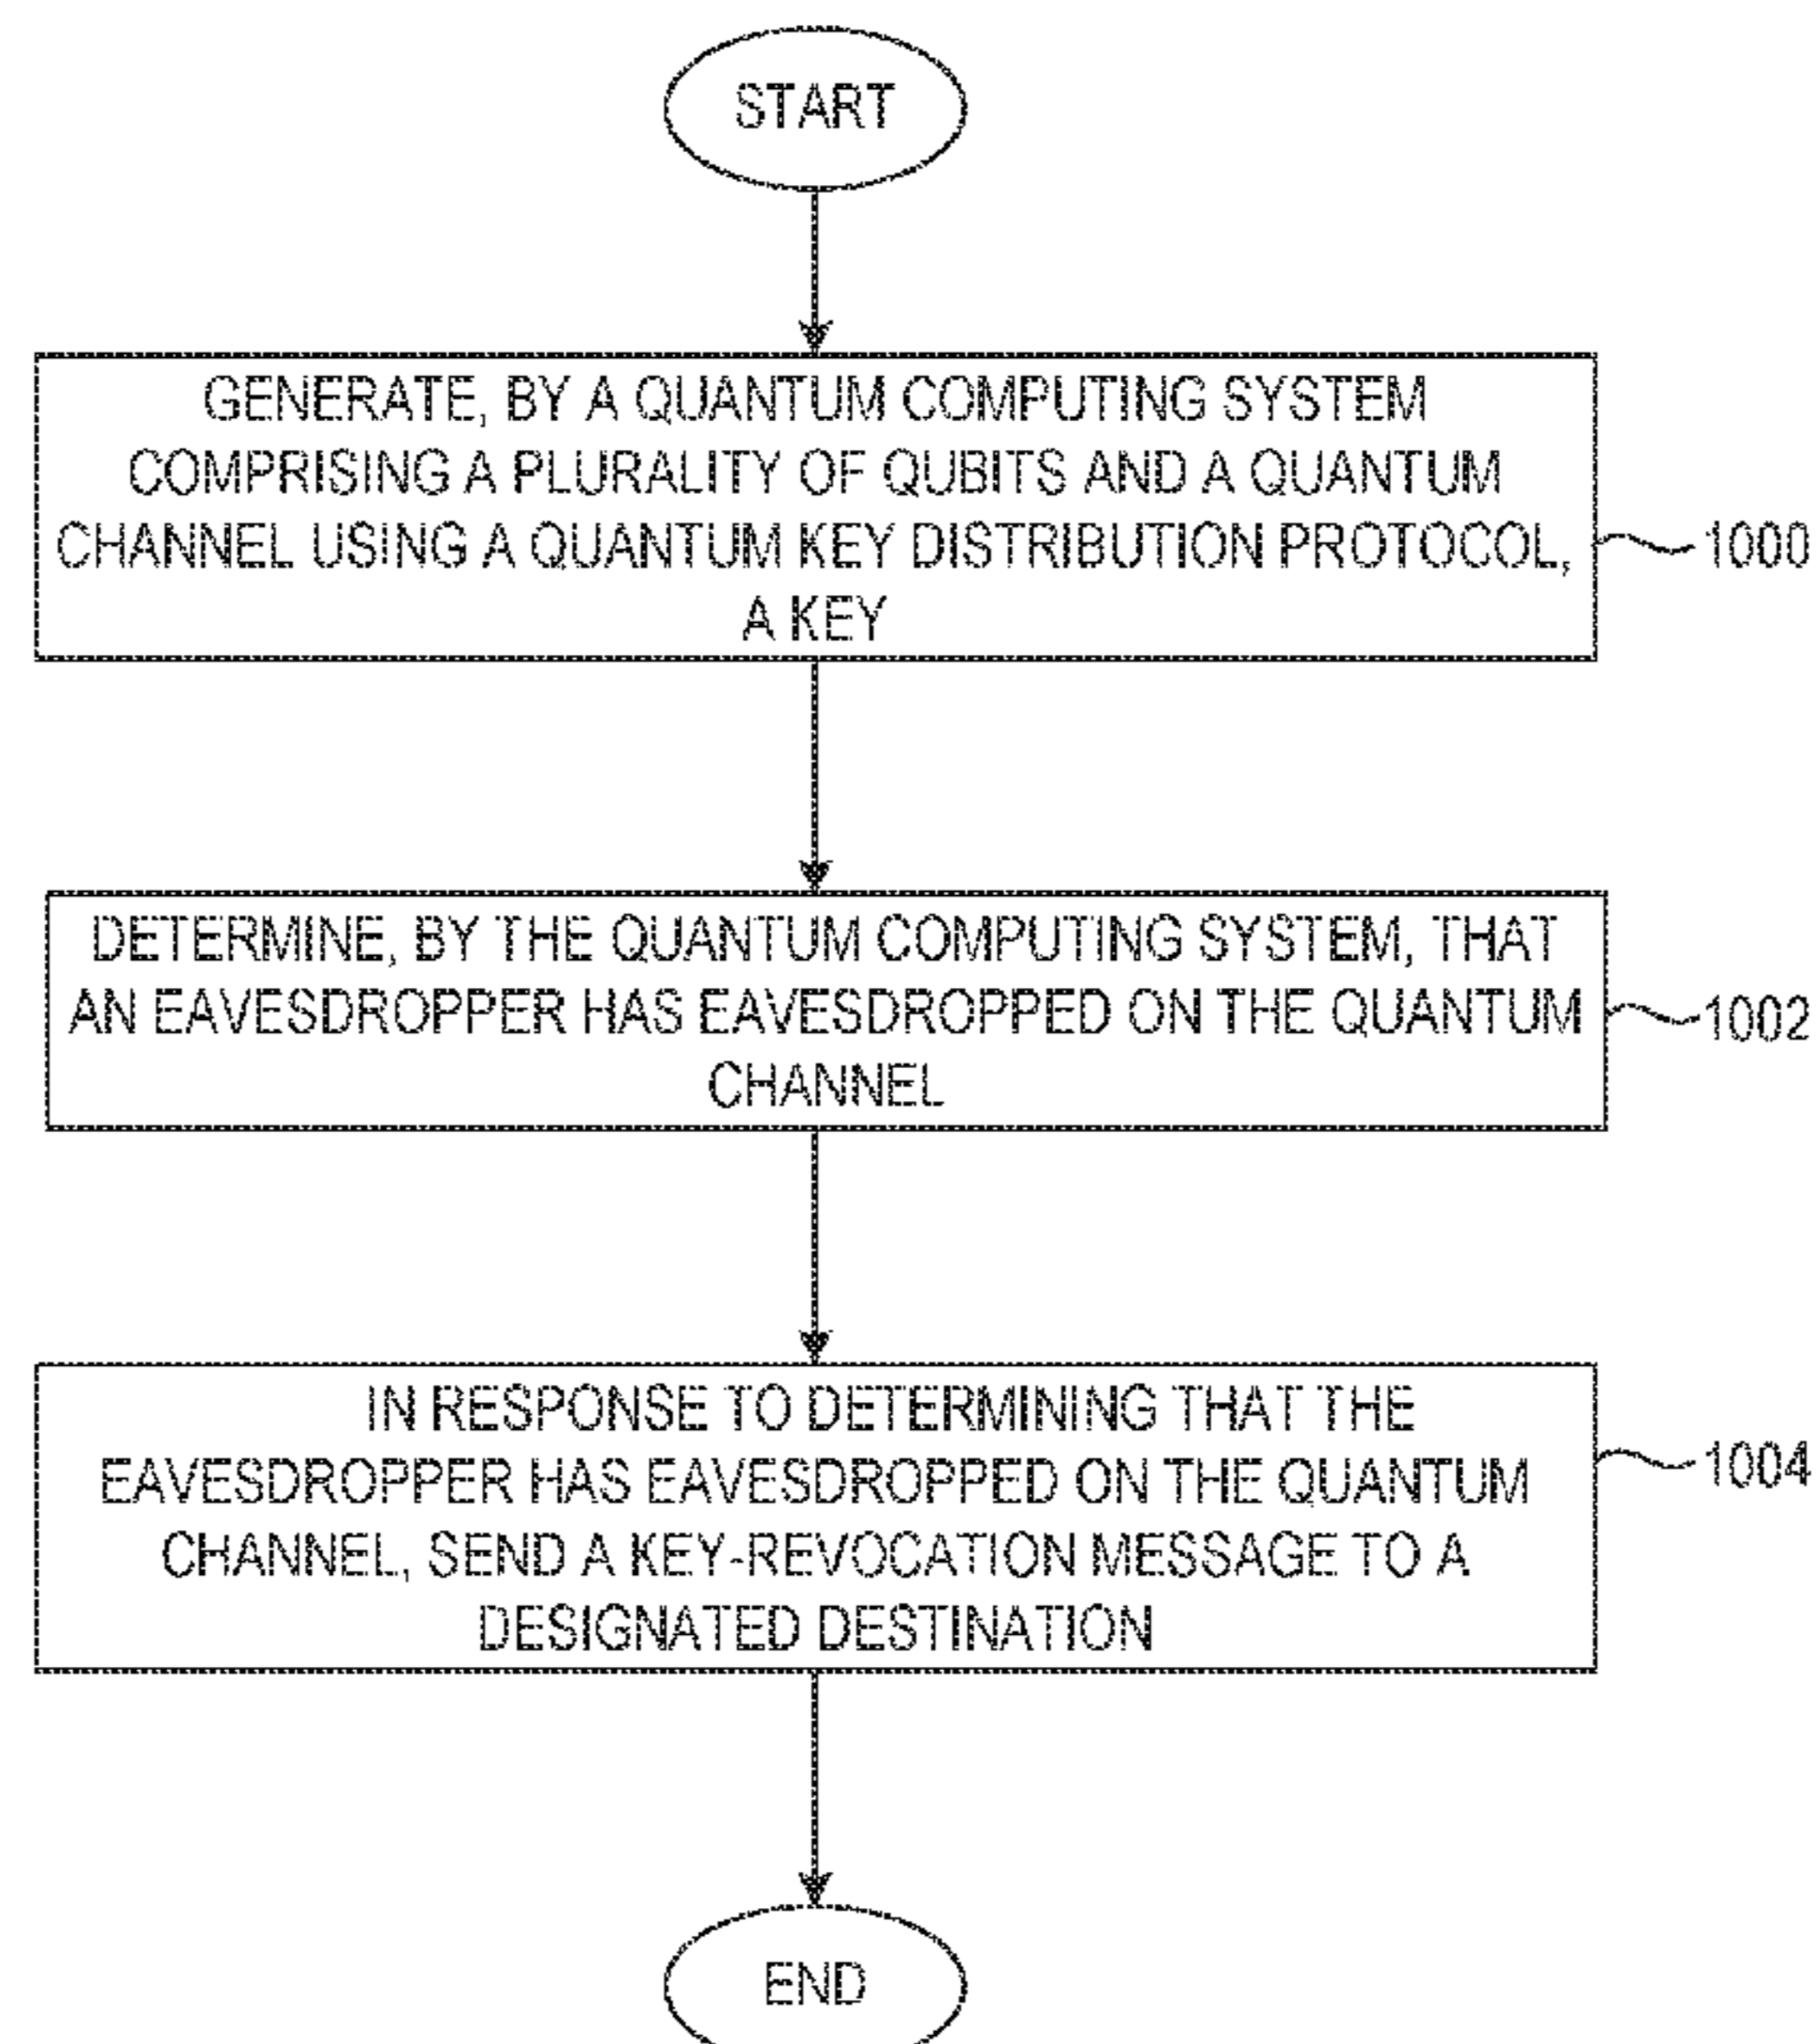 START
GENERATE, BY A QUANTUM COMPUTING SYSTEM
COMPRISING A PLURALITY OF QUBITS AND A QUANTUM
CHANNEL USING A QUANTUM KEY DISTRIBUTION PROTOCOL,
A KEY
1000
DETERMINE, BY THE QUANTUM COMPUTING SYSTEM, THAT
AN EAVESDROPPER HAS EAVESDROPPED ON THE QUANTUM
CHANNEL
1002
IN RESPONSE TO DETERMINING THAT THE
EAVESDROPPER HAS EAVESDROPPED ON THE QUANTUM
CHANNEL, SEND A KEY-REVOCATION MESSAGE TO A
DESIGNATED DESTINATION
1004
END